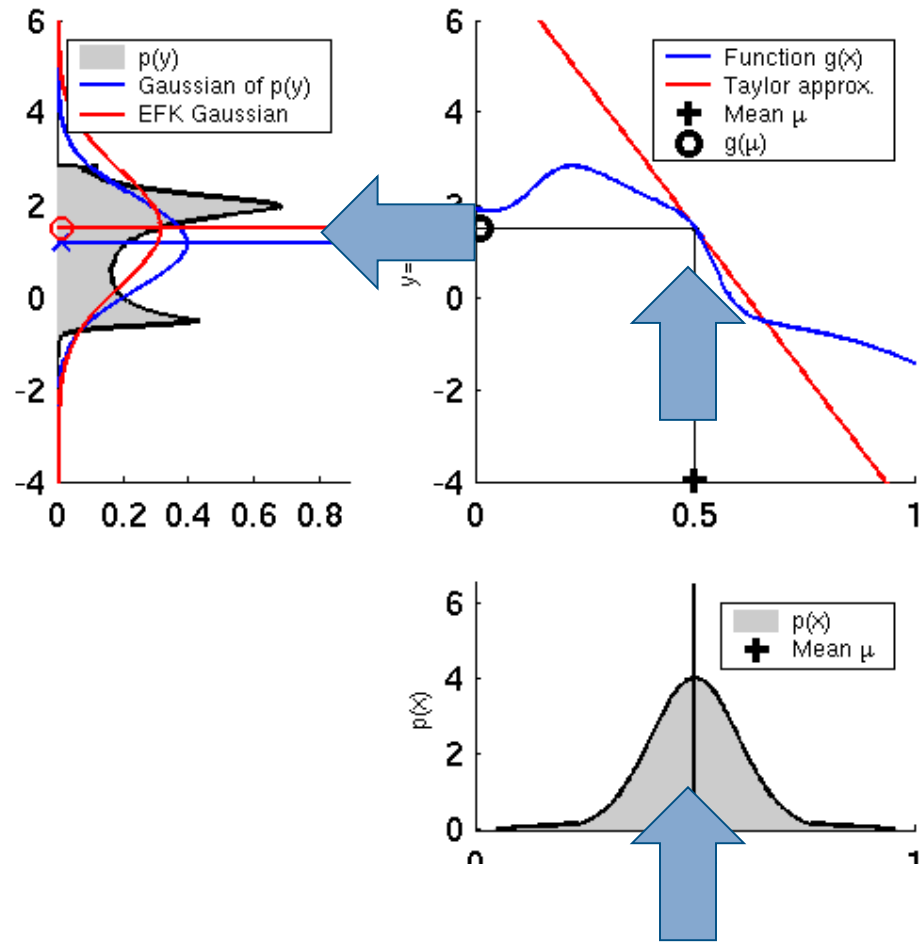 6
4
2
0
-2
-4
0 0.2 0.4 0.6 0.8
p(y)
Gaussian of p(y)
EFK Gaussian
6
4
2
0
-2
-4
y=
0 0.5 1
Function g(x)
Taylor approx.
Mean μ
g(μ)
6
4
2
0
p(x)
0 1
p(x)
Mean μ